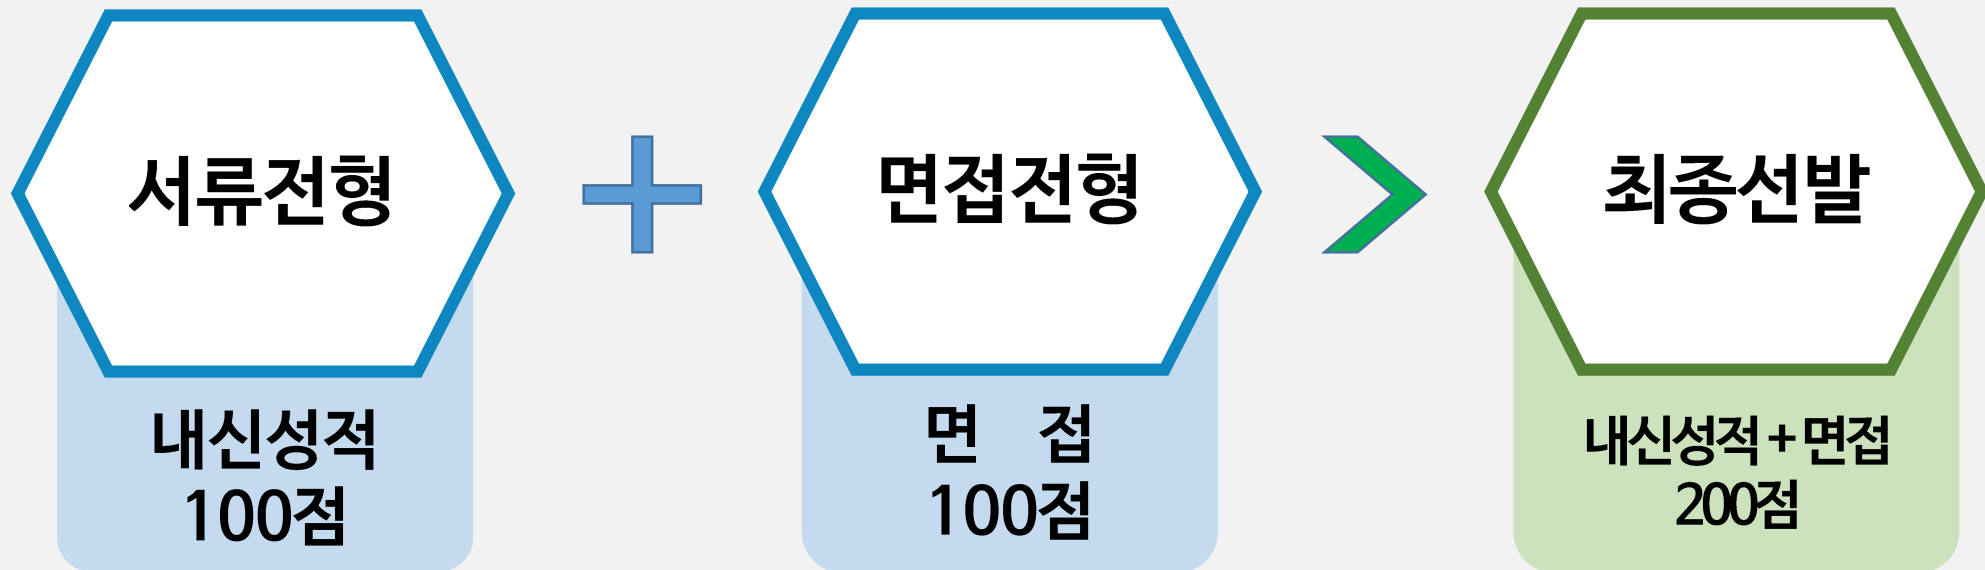 서류전형
내신성적
100점
면접전형
면 접
100점
최종선발
내신성적 + 면접
200점